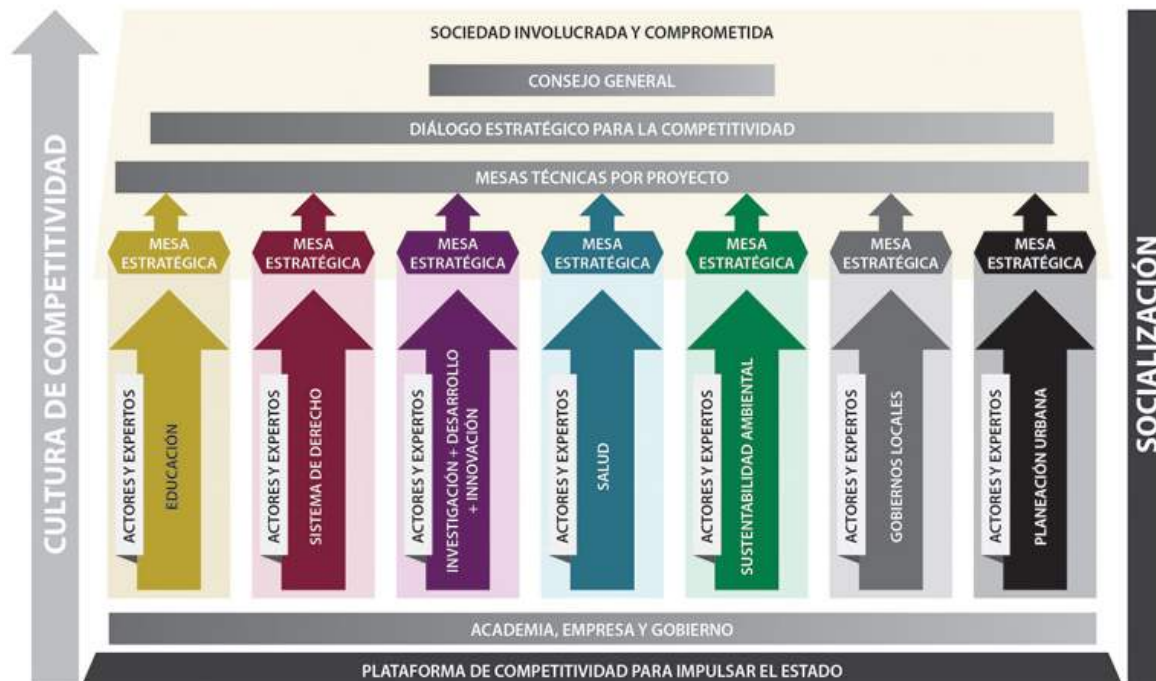 SOCIEDAD INVOLUCRADA Y COMPROMETIDA
CONSEJO GENERAL
DIÁLOGO ESTRATÉGICO PARA LA COMPETITIVIDAD
MESAS TÉCNICAS POR PROYECTO
MESA
ESTRATÉGICA
MESA
ESTRATÉGICA
MESA
ESTRATÉGICA
MESA
ESTRATÉGICA
MESA
ESTRATÉGICA
MESA
ESTRATÉGICA
MESA
ESTRATÉGICA
CULTURA DE COMPETITIVIDAD
ACTORES Y EXPERTOS
EDUCACIÓN
ACTORES Y EXPERTOS
SISTEMA DE DERECHO
ACTORES Y EXPERTOS
INVESTIGACIÓN + DESARROLLO
+ INNOVACIÓN
ACTORES Y EXPERTOS
SALUD
ACTORES Y EXPERTOS
SUSTENTABILIDAD AMBIENTAL
ACTORES Y EXPERTOS
GOBIERNOS LOCALES
ACTORES Y EXPERTOS
PLANEACIÓN URBANA
SOCIALIZACIÓN
ACADEMIA, EMPRESA Y GOBIERNO
PLATAFORMA DE COMPETITIVIDAD PARA IMPULSAR EL ESTADO